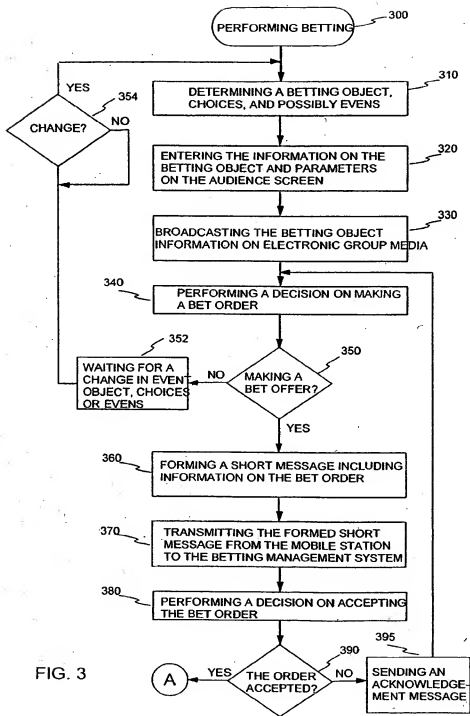 PERFORMING BETTING
300
YES
354
CHANGE?
NO
DETERMINING A BETTING OBJECT,
CHOICES, AND POSSIBLY EVENS
310
ENTERING THE INFORMATION ON THE
BETTING OBJECT AND PARAMETERS
ON THE AUDIENCE SCREEN
320
330
BROADCASTING THE BETTING OBJECT
INFORMATION ON ELECTRONIC GROUP MEDIA
340
PERFORMING A DECISION ON MAKING
A BET ORDER
352
WAITING FOR A
CHANGE IN EVEN
OBJECT, CHOICES
OR EVENS
NO
350
MAKING A
BET OFFER?
YES
360
FORMING A SHORT MESSAGE INCLUDING
INFORMATION ON THE BET ORDER
370
TRANSMITTING THE FORMED SHORT
MESSAGE FROM THE MOBILE STATION
TO THE BETTING MANAGEMENT SYSTEM
380
PERFORMING A DECISION ON ACCEPTING
THE BET ORDER
390
395
FIG. 3
A
YES
THE ORDER
ACCEPTED?
NO
SENDING AN
ACKNOWLEDGE-
MENT MESSAGE